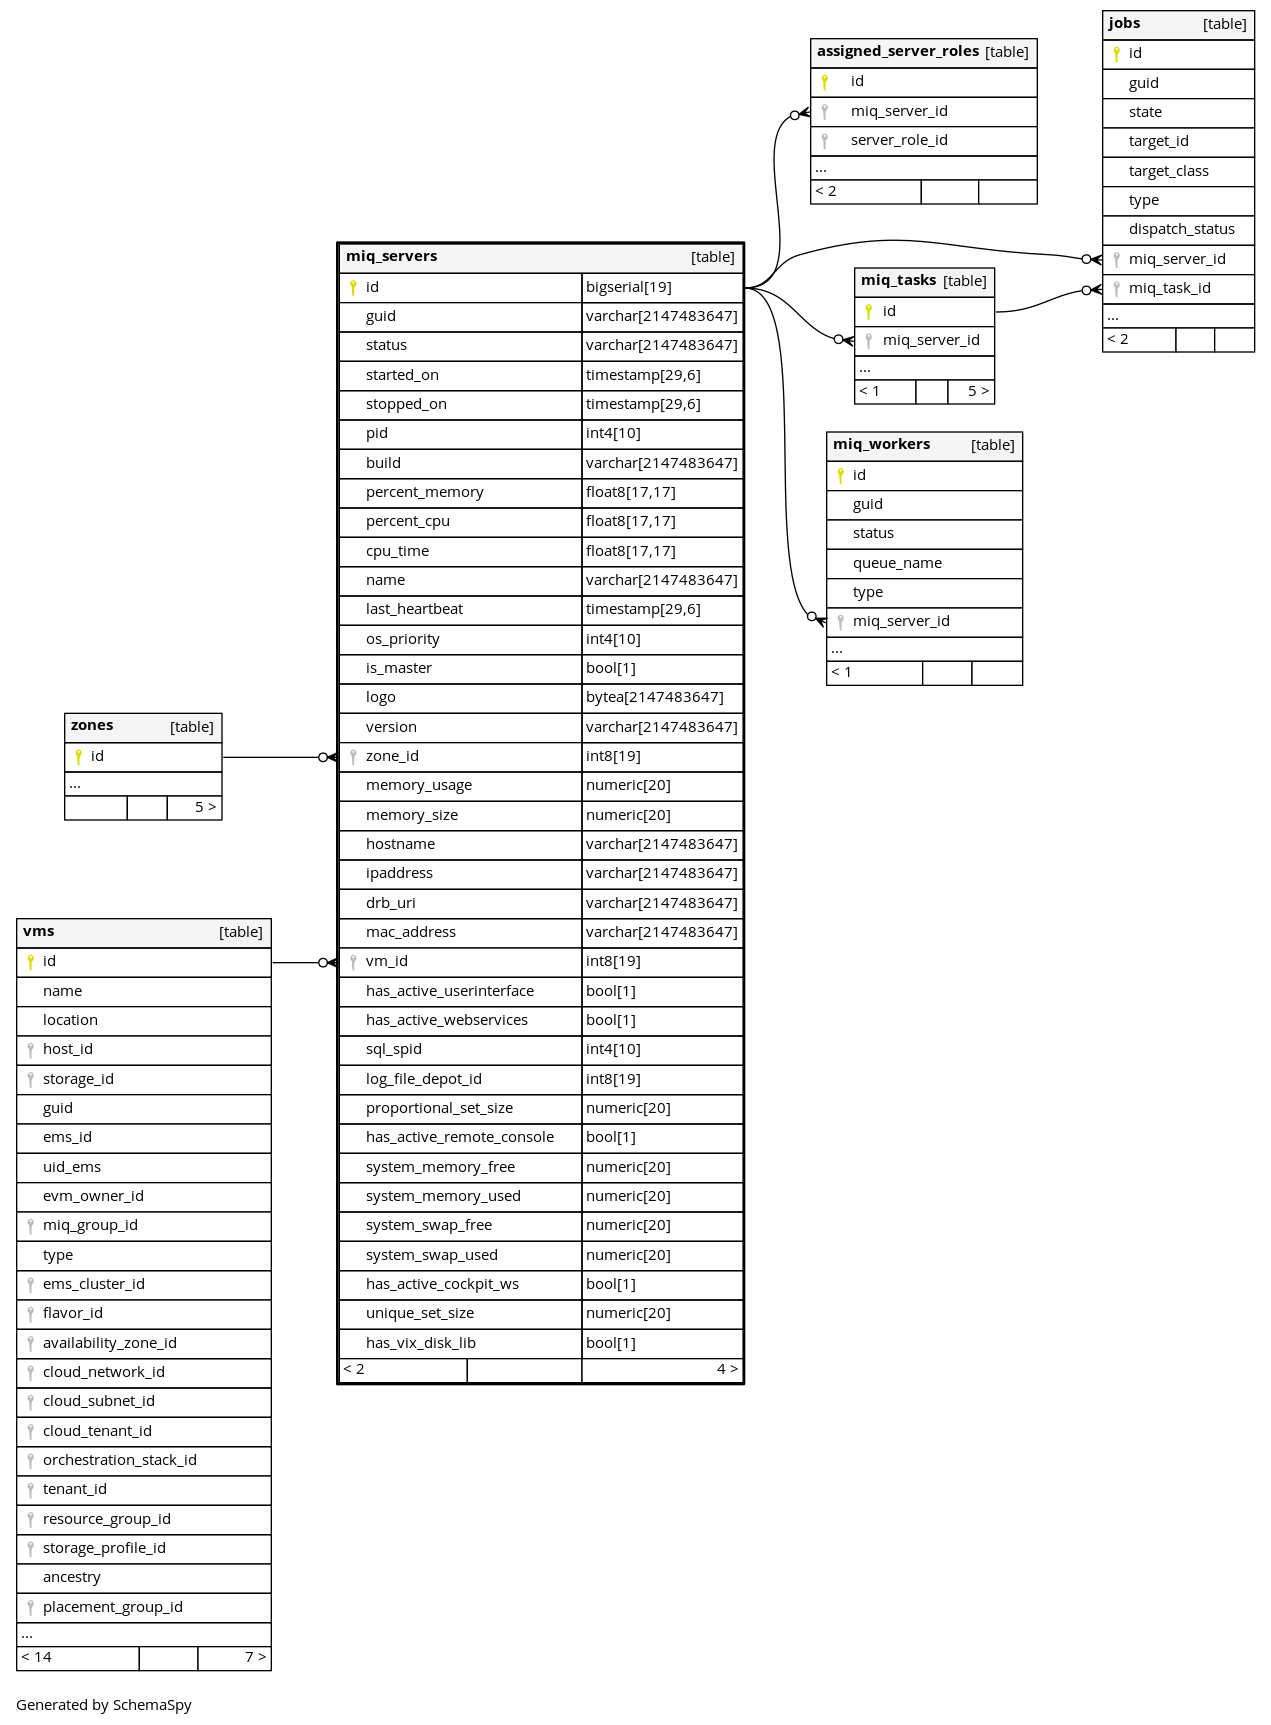 jobs [table]
id
guid
state
target_id
target_class
type
dispatch_status
miq_server_id
miq_task_id
...
< 2
assigned_server_roles [table]
id
miq_server_id
server_role_id
...
< 2
miq_tasks [table]
id
miq_server_id
...
< 1 5 >
miq_workers [table]
id
guid
status
queue_name
type
miq_server_id
...
< 1
miq_servers [table]
id bigserial[19]
guid varchar[2147483647]
status varchar[2147483647]
started_on timestamp[29,6]
stopped_on timestamp[29,6]
pid int4[10]
build varchar[2147483647]
percent_memory float8[17,17]
percent_cpu float8[17,17]
cpu_time float8[17,17]
name varchar[2147483647]
last_heartbeat timestamp[29,6]
os_priority int4[10]
is_master bool[1]
logo bytea[2147483647]
version varchar[2147483647]
zone_id int8[19]
memory_usage numeric[20]
memory_size numeric[20]
hostname varchar[2147483647]
ipaddress varchar[2147483647]
drb_uri varchar[2147483647]
mac_address varchar[2147483647]
vm_id int8[19]
has_active_userinterface bool[1]
has_active_webservices bool[1]
sql_spid int4[10]
log_file_depot_id int8[19]
proportional_set_size numeric[20]
has_active_remote_console bool[1]
system_memory_free numeric[20]
system_memory_used numeric[20]
system_swap_free numeric[20]
system_swap_used numeric[20]
has_active_cockpit_ws bool[1]
unique_set_size numeric[20]
has_vix_disk_lib bool[1]
< 2 4 >
zones [table]
id
...
5 >
vms [table]
id
name
location
host_id
storage_id
guid
ems_id
uid_ems
evm_owner_id
miq_group_id
type
ems_cluster_id
flavor_id
availability_zone_id
cloud_network_id
cloud_subnet_id
cloud_tenant_id
orchestration_stack_id
tenant_id
resource_group_id
storage_profile_id
ancestry
placement_group_id
...
< 14 7 >
Generated by SchemaSpy